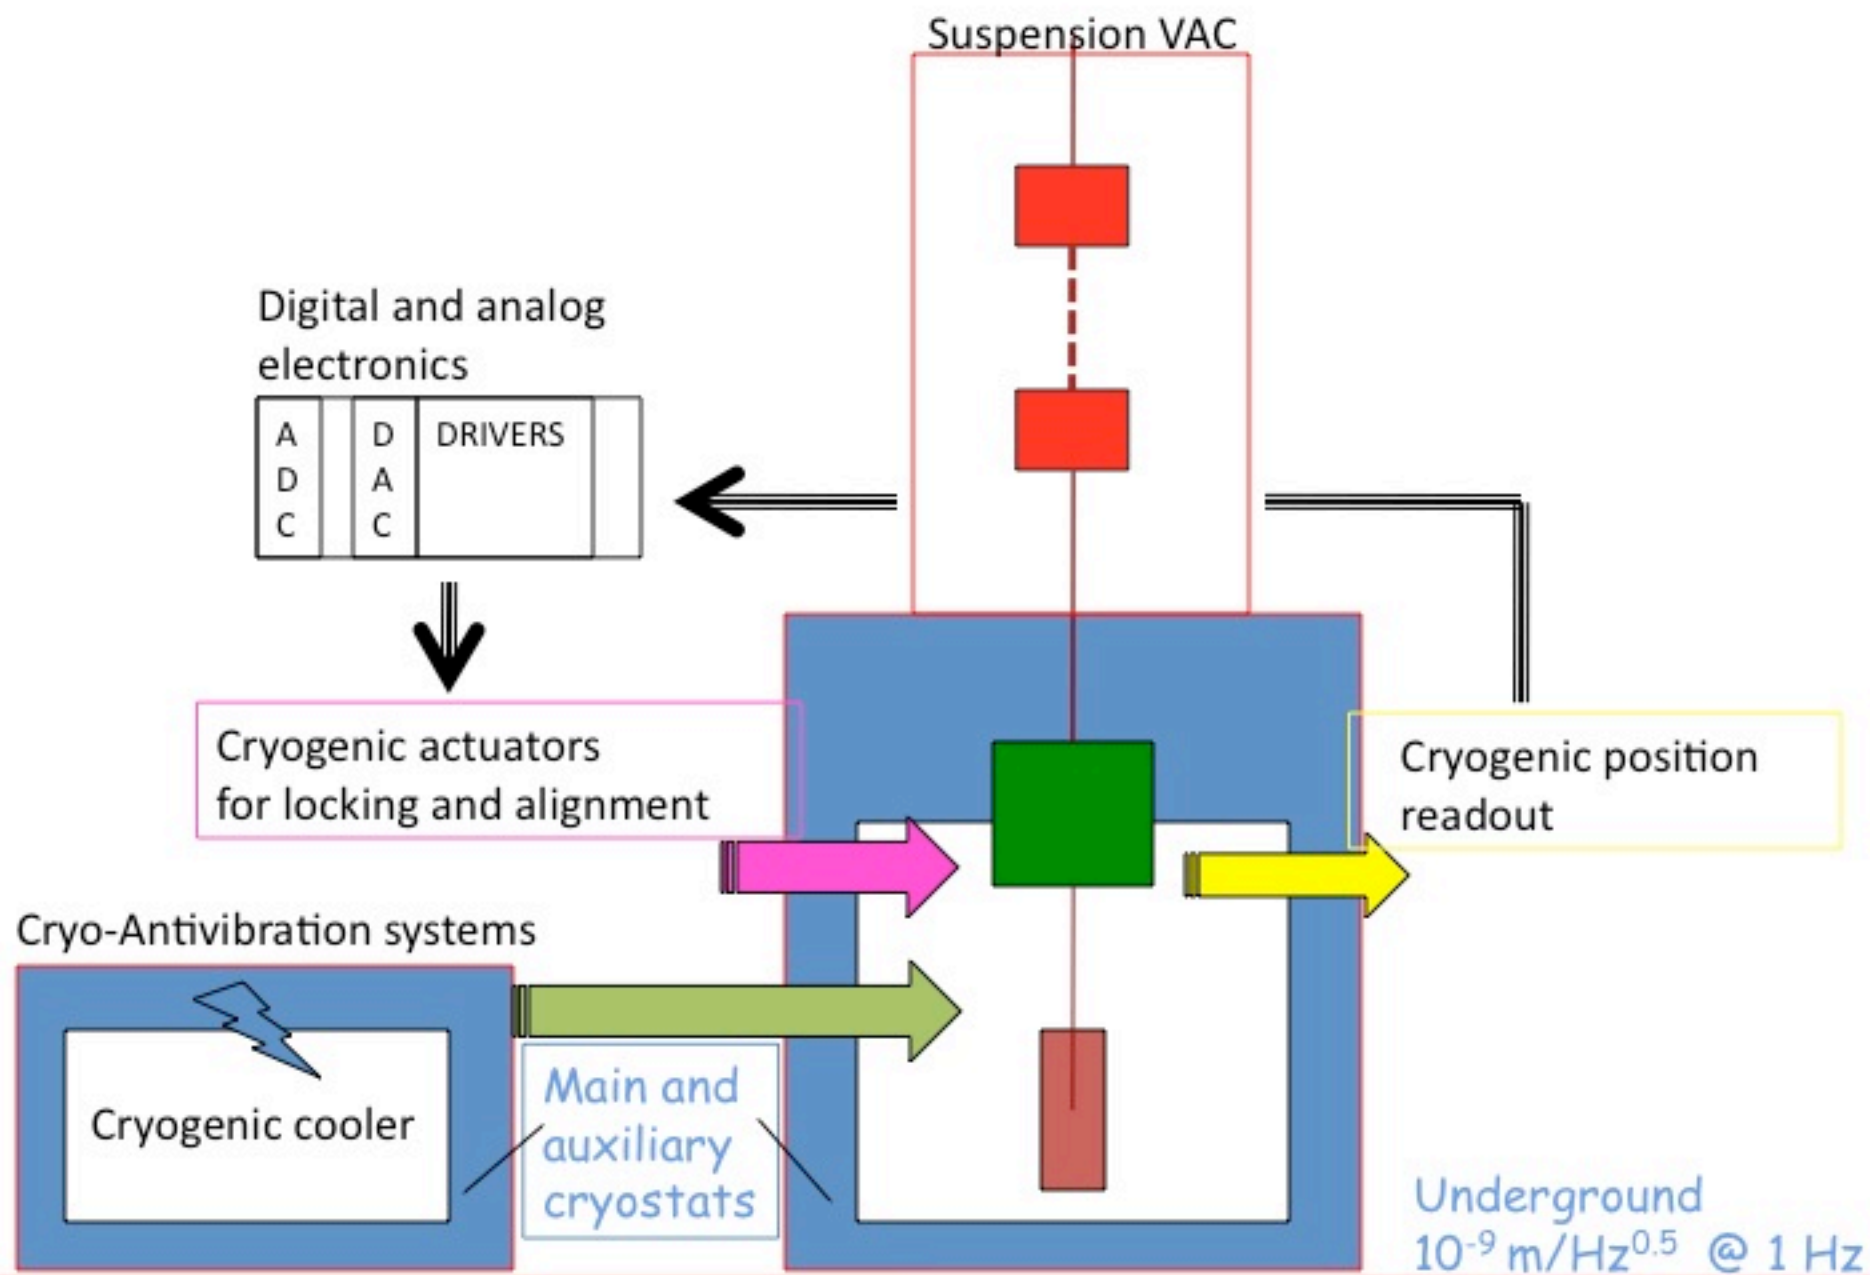 Suspension VAC
Digital and analog
electronics
A
D
C
D
A
C
DRIVERS
Cryogenic actuators
for locking and alignment
Cryogenic position
readout
Cryo-Antivibration systems
Cryogenic cooler
Main and
auxiliary
cryostats
Underground
10⁻⁹ m/Hz⁰·⁵ @ 1 Hz